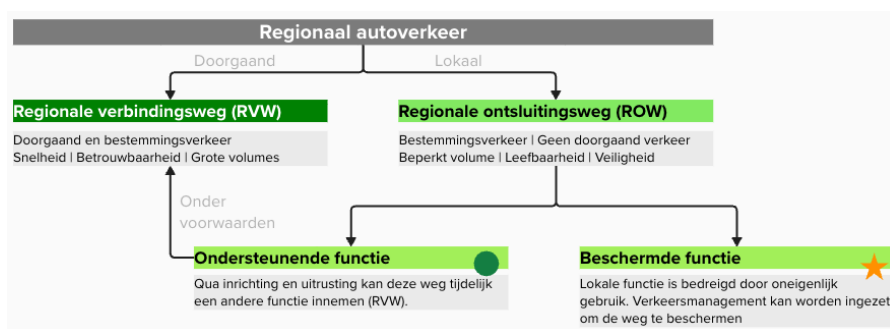 Regionaal autoverkeer
Doorgaand
Lokaal
Regionale verbindingsweg (RVW)
Doorgaand en bestemmingsverkeer
Snelheid | Betrouwbaarheid | Grote volumes
Regionale ontsluitingsweg (ROW)
Bestemmingsverkeer | Geen doorgaand verkeer
Beperkt volume | Leefbaarheid | Veiligheid
Onder
voorwaarden
Ondersteunende functie
Qua inrichting en uitrusting kan deze weg tijdelijk
een andere functie innemen (RVW).
Beschermde functie
Lokale functie is bedreigd door oneigenlijk
gebruik. Verkeersmanagement kan worden ingezet
om de weg te beschermen